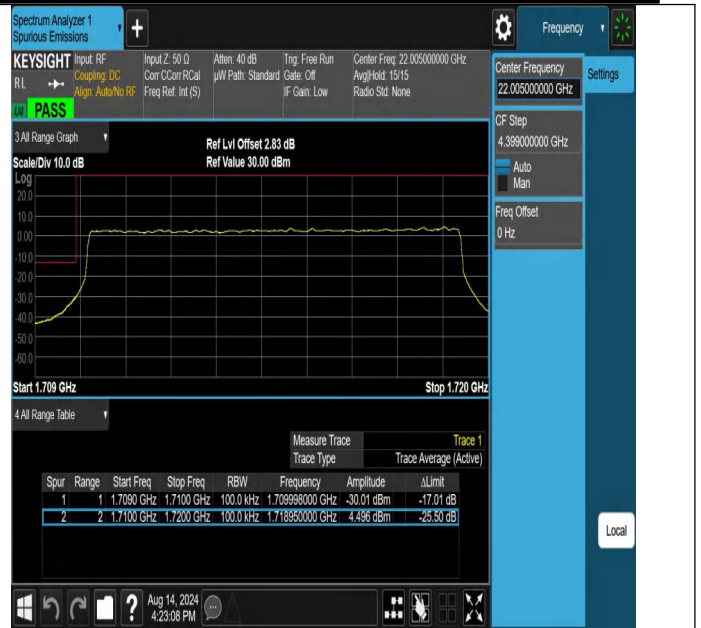 Spectrum Analyzer 1
Spurious Emissions
Frequency
KEYSIGHT Input: RF Input Z: 50 Ω Atten: 40 dB Trig: Free Run Center Freq: 22.005000000 GHz
RL Coupling: DC Corr CCorr RCal µW Path: Standard Gate: Off Avg|Hold: 15/15
Align: Auto/No RF Freq Ref: Int (S) IF Gain: Low Radio Std: None
LXI PASS
Center Frequency
22.005000000 GHz
Settings
CF Step
4.399000000 GHz
Auto
Man
Freq Offset
0 Hz
3 All Range Graph
Ref Lvl Offset 2.83 dB
Scale/Div 10.0 dB Ref Value 30.00 dBm
Log
20.0
10.0
0.00
-10.0
-20.0
-30.0
-40.0
-50.0
-60.0
Start 1.709 GHz Stop 1.720 GHz
4 All Range Table
Measure Trace Trace 1
Trace Type Trace Average (Active)
Spur Range Start Freq Stop Freq RBW Frequency Amplitude ΔLimit
1 1 1.7090 GHz 1.7100 GHz 100.0 kHz 1.709998000 GHz -30.01 dBm -17.01 dB
2 2 1.7100 GHz 1.7200 GHz 100.0 kHz 1.718950000 GHz 4.496 dBm -25.50 dB
Local
? Aug 14, 2024
4:23:08 PM